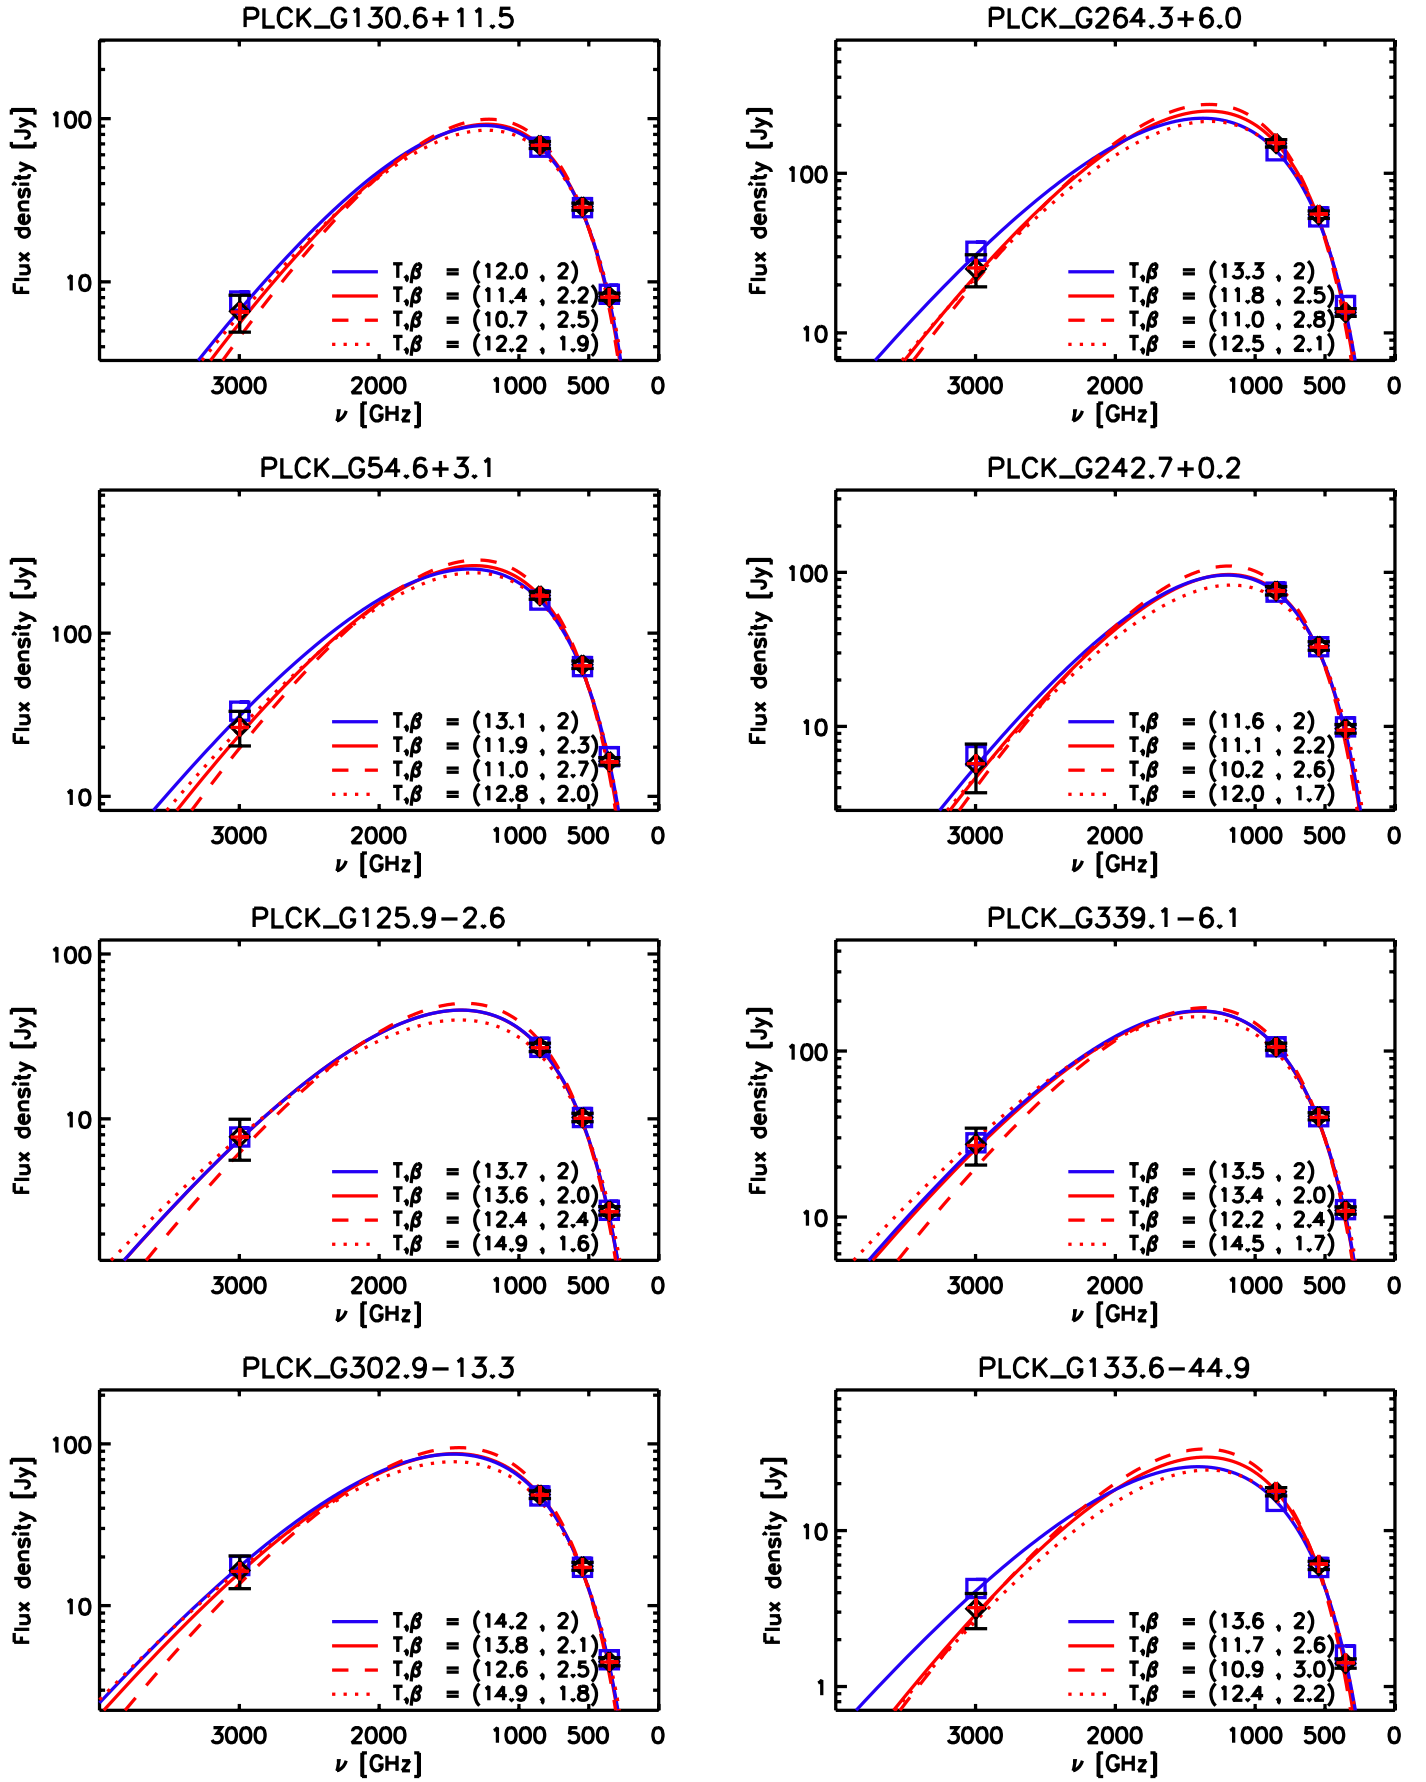 PLCK_G130.6+11.5
Flux density [Jy]
100
10
T,β = (12.0 , 2)
T,β = (11.4 , 2.2)
T,β = (10.7 , 2.5)
T,β = (12.2 , 1.9)
3000 2000 1000 500 0
ν [GHz]
PLCK_G264.3+6.0
Flux density [Jy]
100
10
T,β = (13.3 , 2)
T,β = (11.8 , 2.5)
T,β = (11.0 , 2.8)
T,β = (12.5 , 2.1)
3000 2000 1000 500 0
ν [GHz]
PLCK_G54.6+3.1
Flux density [Jy]
100
10
T,β = (13.1 , 2)
T,β = (11.9 , 2.3)
T,β = (11.0 , 2.7)
T,β = (12.8 , 2.0)
3000 2000 1000 500 0
ν [GHz]
PLCK_G242.7+0.2
Flux density [Jy]
100
10
T,β = (11.6 , 2)
T,β = (11.1 , 2.2)
T,β = (10.2 , 2.6)
T,β = (12.0 , 1.7)
3000 2000 1000 500 0
ν [GHz]
PLCK_G125.9−2.6
Flux density [Jy]
100
10
T,β = (13.7 , 2)
T,β = (13.6 , 2.0)
T,β = (12.4 , 2.4)
T,β = (14.9 , 1.6)
3000 2000 1000 500 0
ν [GHz]
PLCK_G339.1−6.1
Flux density [Jy]
100
10
T,β = (13.5 , 2)
T,β = (13.4 , 2.0)
T,β = (12.2 , 2.4)
T,β = (14.5 , 1.7)
3000 2000 1000 500 0
ν [GHz]
PLCK_G302.9−13.3
Flux density [Jy]
100
10
T,β = (14.2 , 2)
T,β = (13.8 , 2.1)
T,β = (12.6 , 2.5)
T,β = (14.9 , 1.8)
3000 2000 1000 500 0
ν [GHz]
PLCK_G133.6−44.9
Flux density [Jy]
10
1
T,β = (13.6 , 2)
T,β = (11.7 , 2.6)
T,β = (10.9 , 3.0)
T,β = (12.4 , 2.2)
3000 2000 1000 500 0
ν [GHz]